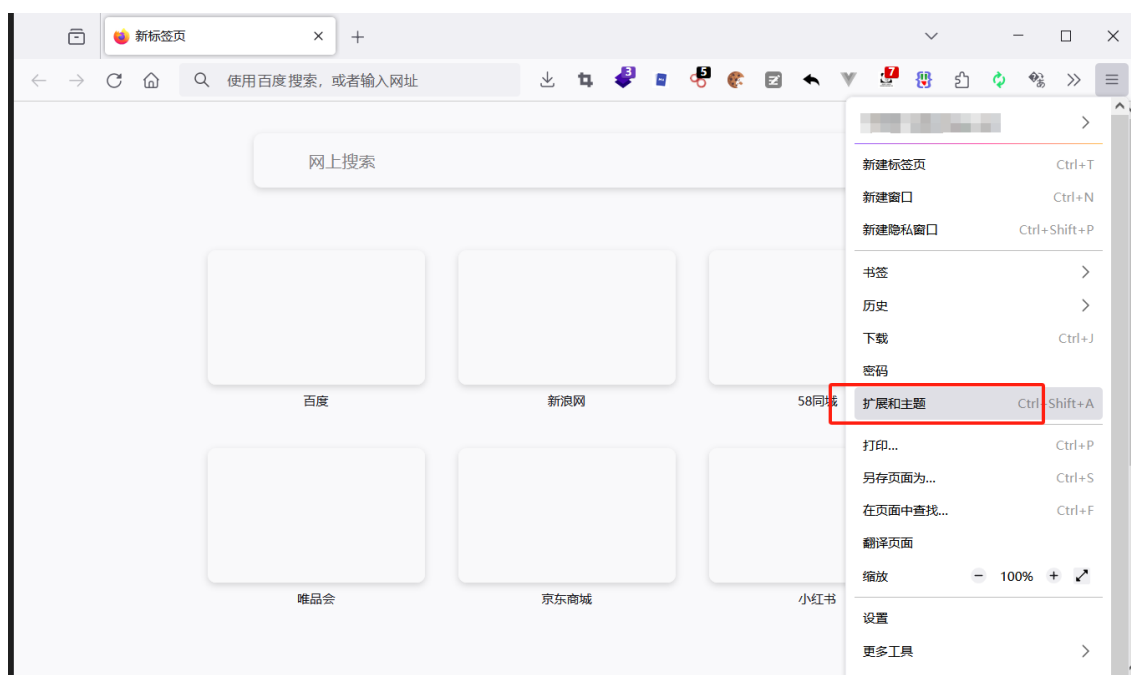 新标签页
使用百度搜索，或者输入网址
3
5
7
网上搜索
百度
新浪网
58同城
唯品会
京东商城
小红书
新建标签页 Ctrl+T
新建窗口 Ctrl+N
新建隐私窗口 Ctrl+Shift+P
书签
历史
下载 Ctrl+J
密码
扩展和主题 Ctrl+Shift+A
打印... Ctrl+P
另存页面为... Ctrl+S
在页面中查找... Ctrl+F
翻译页面
缩放 − 100% +
设置
更多工具